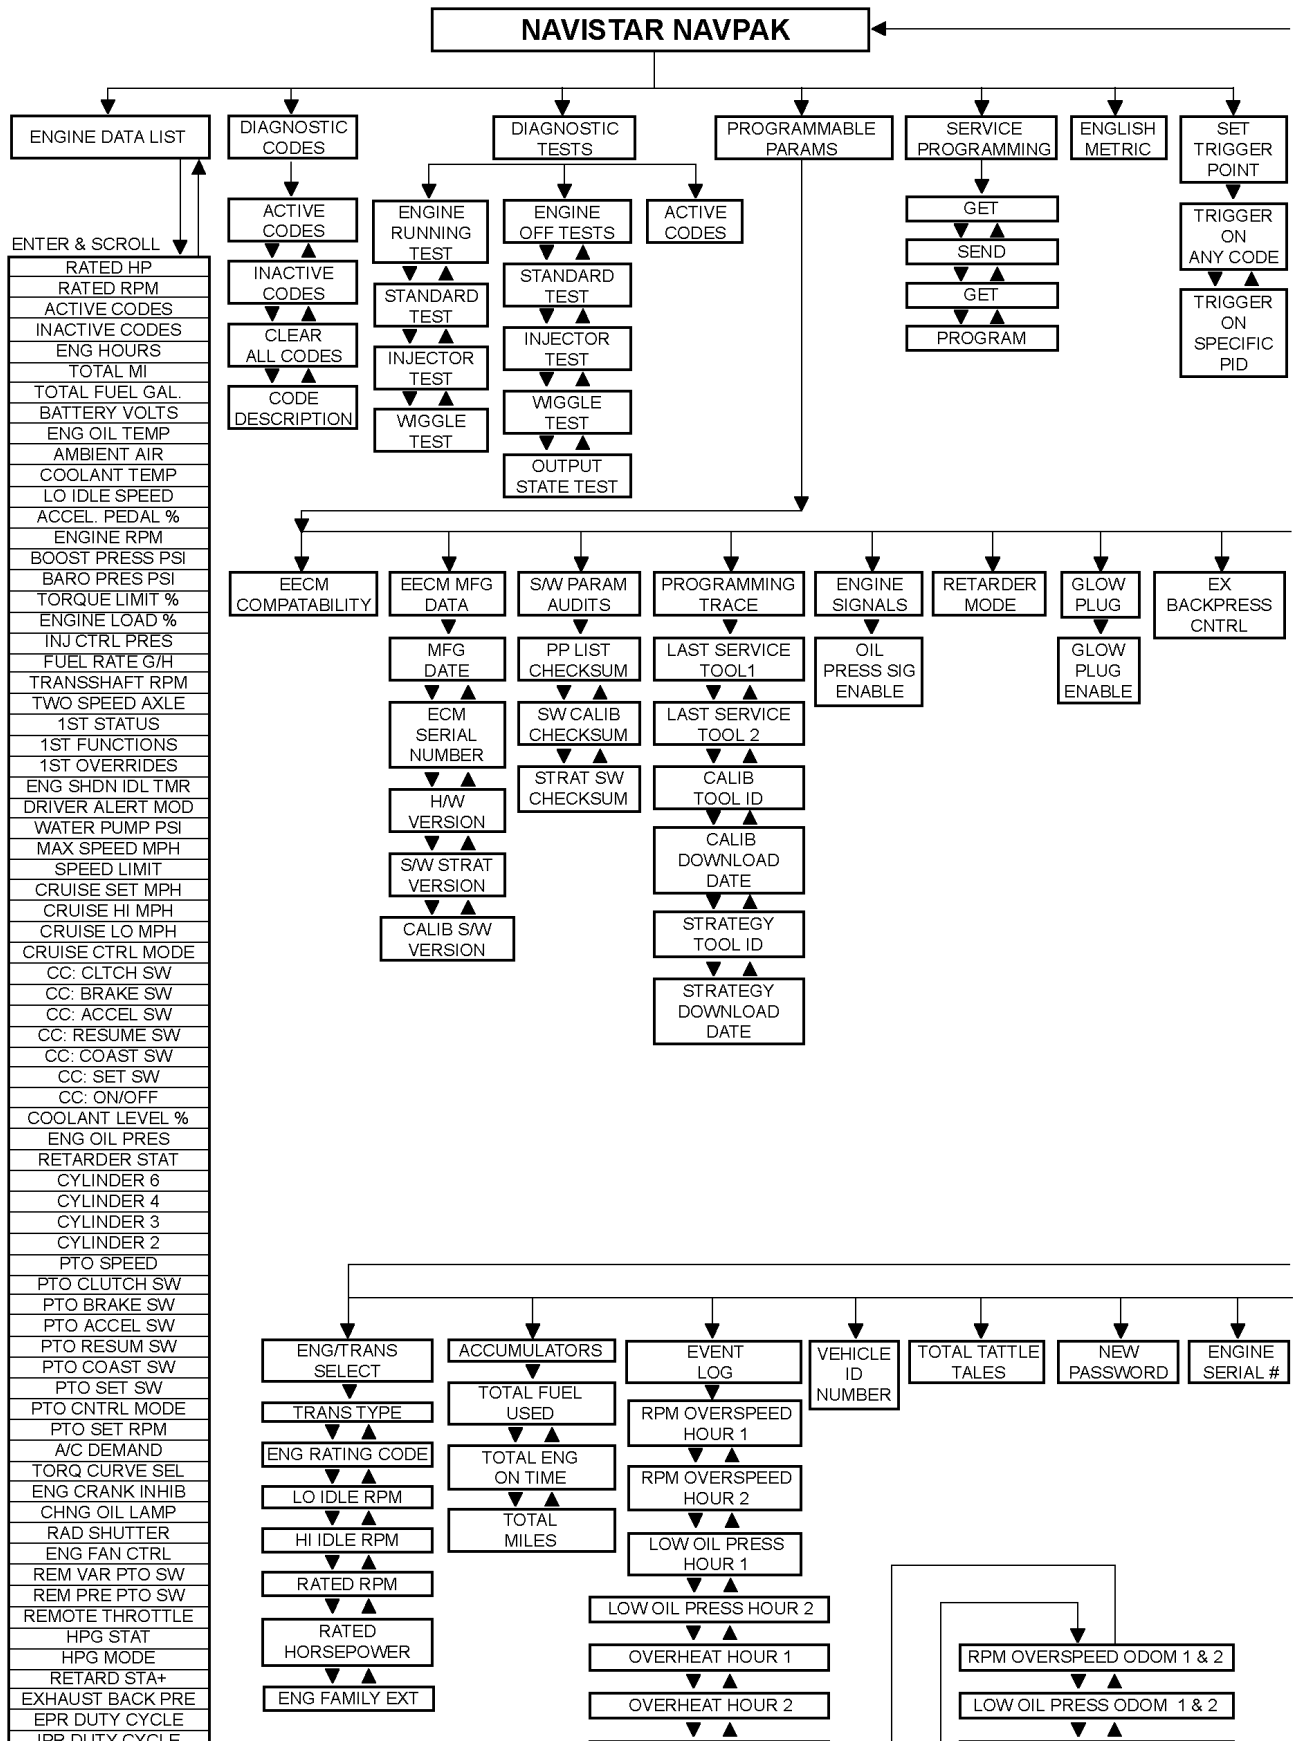 NAVISTAR NAVPAK
ENGINE DATA LIST
DIAGNOSTIC
CODES
DIAGNOSTIC
TESTS
PROGRAMMABLE
PARAMS
SERVICE
PROGRAMMING
ENGLISH
METRIC
SET
TRIGGER
POINT
ENTER & SCROLL
RATED HP
RATED RPM
ACTIVE CODES
INACTIVE CODES
ENG HOURS
TOTAL MI
TOTAL FUEL GAL.
BATTERY VOLTS
ENG OIL TEMP
AMBIENT AIR
COOLANT TEMP
LO IDLE SPEED
ACCEL. PEDAL %
ENGINE RPM
BOOST PRESS PSI
BARO PRES PSI
TORQUE LIMIT %
ENGINE LOAD %
INJ CTRL PRES
FUEL RATE G/H
TRANSSHAFT RPM
TWO SPEED AXLE
1ST STATUS
1ST FUNCTIONS
1ST OVERRIDES
ENG SHDN IDL TMR
DRIVER ALERT MOD
WATER PUMP PSI
MAX SPEED MPH
SPEED LIMIT
CRUISE SET MPH
CRUISE HI MPH
CRUISE LO MPH
CRUISE CTRL MODE
CC: CLTCH SW
CC: BRAKE SW
CC: ACCEL SW
CC: RESUME SW
CC: COAST SW
CC: SET SW
CC: ON/OFF
COOLANT LEVEL %
ENG OIL PRES
RETARDER STAT
CYLINDER 6
CYLINDER 4
CYLINDER 3
CYLINDER 2
PTO SPEED
PTO CLUTCH SW
PTO BRAKE SW
PTO ACCEL SW
PTO RESUM SW
PTO COAST SW
PTO SET SW
PTO CNTRL MODE
PTO SET RPM
A/C DEMAND
TORQ CURVE SEL
ENG CRANK INHIB
CHNG OIL LAMP
RAD SHUTTER
ENG FAN CTRL
REM VAR PTO SW
REM PRE PTO SW
REMOTE THROTTLE
HPG STAT
HPG MODE
RETARD STA+
EXHAUST BACK PRE
EPR DUTY CYCLE
IPR DUTY CYCLE
ACTIVE
CODES
INACTIVE
CODES
CLEAR
ALL CODES
CODE
DESCRIPTION
ENGINE
RUNNING
TEST
STANDARD
TEST
INJECTOR
TEST
WIGGLE
TEST
ENGINE
OFF TESTS
STANDARD
TEST
INJECTOR
TEST
WIGGLE
TEST
OUTPUT
STATE TEST
ACTIVE
CODES
GET
SEND
GET
PROGRAM
TRIGGER
ON
ANY CODE
TRIGGER
ON
SPECIFIC
PID
EECM
COMPATABILITY
EECM MFG
DATA
MFG
DATE
ECM
SERIAL
NUMBER
H/W
VERSION
S/W STRAT
VERSION
CALIB S/W
VERSION
S/W PARAM
AUDITS
PP LIST
CHECKSUM
SW CALIB
CHECKSUM
STRAT SW
CHECKSUM
PROGRAMMING
TRACE
LAST SERVICE
TOOL1
LAST SERVICE
TOOL 2
CALIB
TOOL ID
CALIB
DOWNLOAD
DATE
STRATEGY
TOOL ID
STRATEGY
DOWNLOAD
DATE
ENGINE
SIGNALS
OIL
PRESS SIG
ENABLE
RETARDER
MODE
GLOW
PLUG
GLOW
PLUG
ENABLE
EX
BACKPRESS
CNTRL
ENG/TRANS
SELECT
TRANS TYPE
ENG RATING CODE
LO IDLE RPM
HI IDLE RPM
RATED RPM
RATED
HORSEPOWER
ENG FAMILY EXT
ACCUMULATORS
TOTAL FUEL
USED
TOTAL ENG
ON TIME
TOTAL
MILES
EVENT
LOG
RPM OVERSPEED
HOUR 1
RPM OVERSPEED
HOUR 2
LOW OIL PRESS
HOUR 1
LOW OIL PRESS HOUR 2
OVERHEAT HOUR 1
OVERHEAT HOUR 2
VEHICLE
ID
NUMBER
TOTAL TATTLE
TALES
NEW
PASSWORD
ENGINE
SERIAL #
RPM OVERSPEED ODOM 1 & 2
LOW OIL PRESS ODOM 1 & 2